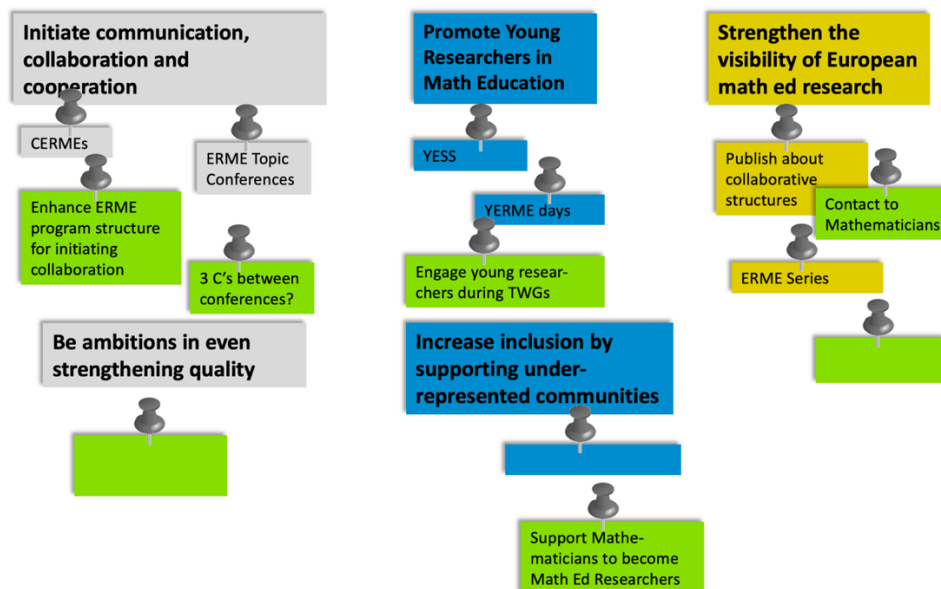 Initiate communication,
collaboration and
cooperation
CERMEs
ERME Topic
Conferences
Enhance ERME
program structure
for initiating
collaboration
3 C's between
conferences?
Be ambitions in even
strengthening quality
Promote Young
Researchers in
Math Education
YESS
YERME days
Engage young resear-
chers during TWGs
Increase inclusion by
supporting under-
represented communities
Support Mathe-
maticians to become
Math Ed Researchers
Strengthen the
visibility of European
math ed research
Publish about
collaborative
structures
Contact to
Mathematicians
ERME Series